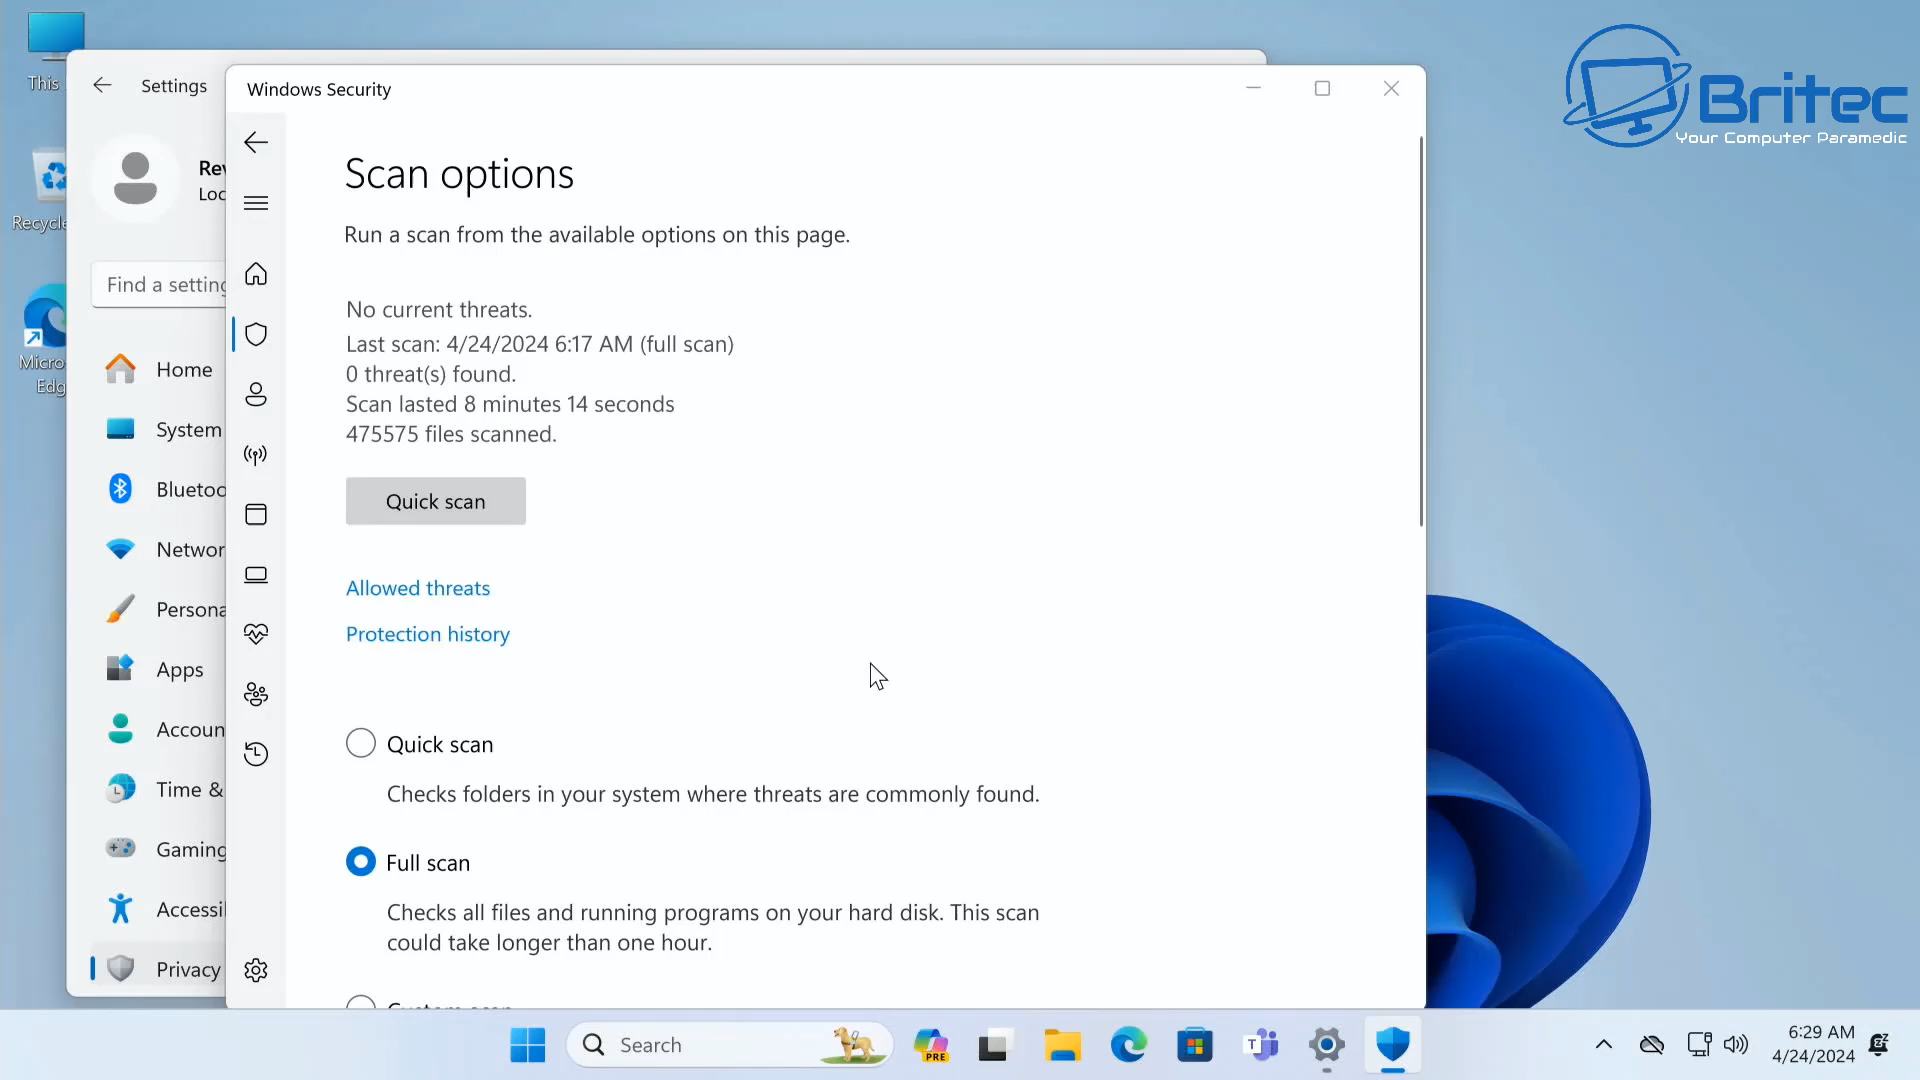 Britec
Your Computer Paramedic
This
Recycle
Micro
Edg
Settings
Loc
Find a setting
Home
System
Bluetoo
Networ
Persona
Apps
Accoun
Time &
Gaming
Accessil
Privacy
Windows Security
Scan options
Run a scan from the available options on this page.
No current threats.
Last scan: 4/24/2024 6:17 AM (full scan)
0 threat(s) found.
Scan lasted 8 minutes 14 seconds
475575 files scanned.
Quick scan
Allowed threats
Protection history
Quick scan
Checks folders in your system where threats are commonly found.
Full scan
Checks all files and running programs on your hard disk. This scan
could take longer than one hour.
Search
PRE
6:29 AM
4/24/2024